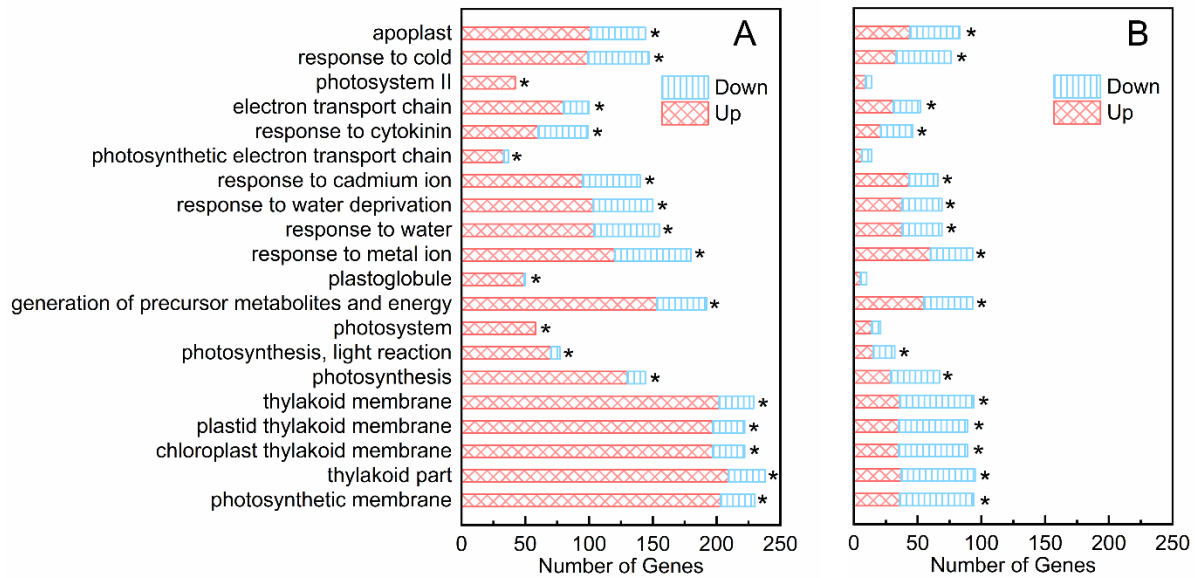 apoplast
response to cold
photosystem II
electron transport chain
response to cytokinin
photosynthetic electron transport chain
response to cadmium ion
response to water deprivation
response to water
response to metal ion
plastoglobule
generation of precursor metabolites and energy
photosystem
photosynthesis, light reaction
photosynthesis
thylakoid membrane
plastid thylakoid membrane
chloroplast thylakoid membrane
thylakoid part
photosynthetic membrane
A
Down
Up
* * * * * * * * * * * * * * * * * * * *
0 50 100 150 200 250
Number of Genes
B
Down
Up
* * * * * * * * * * * * * * * *
0 50 100 150 200 250
Number of Genes